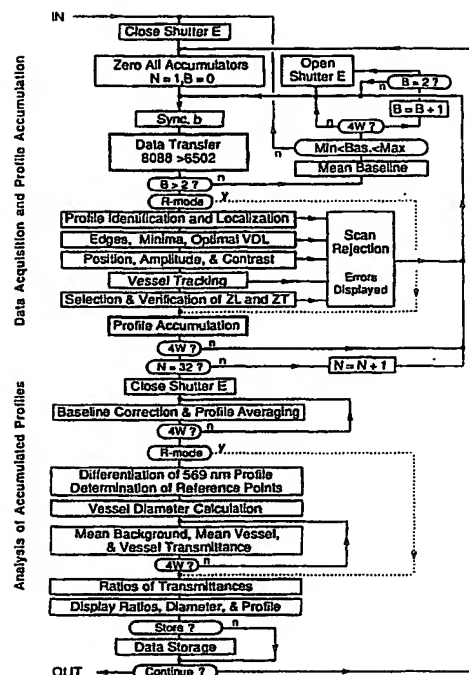 IN
Close Shutter E
Zero All Accumulators
N = 1, B = 0
Open
Shutter E
B = 2 ?
n
B = B + 1
Sync, b
4W ?
n
Data Transfer
8088 >6502
Min<Bas.<Max
n
Mean Baseline
B > 2 ?
n
R-mode
y
Profile Identification and Localization
Edges, Minima, Optimal VDL
Position, Amplitude, & Contrast
Vessel Tracking
Selection & Verification of ZL and ZT
Scan
Rejection
Errors
Displayed
Profile Accumulation
4W ?
n
N = 32 ?
n
N = N + 1
Close Shutter E
Baseline Correction & Profile Averaging
4W ?
n
R-mode
y
Differentiation of 569 nm Profile
Determination of Reference Points
Vessel Diameter Calculation
Mean Background, Mean Vessel,
& Vessel Transmittance
4W ?
n
Ratios of Transmittances
Display Ratios, Diameter, & Profile
Store ?
n
Data Storage
OUT
Continue ?
Data Acquisition and Profile Accumulation
Analysis of Accumulated Profiles